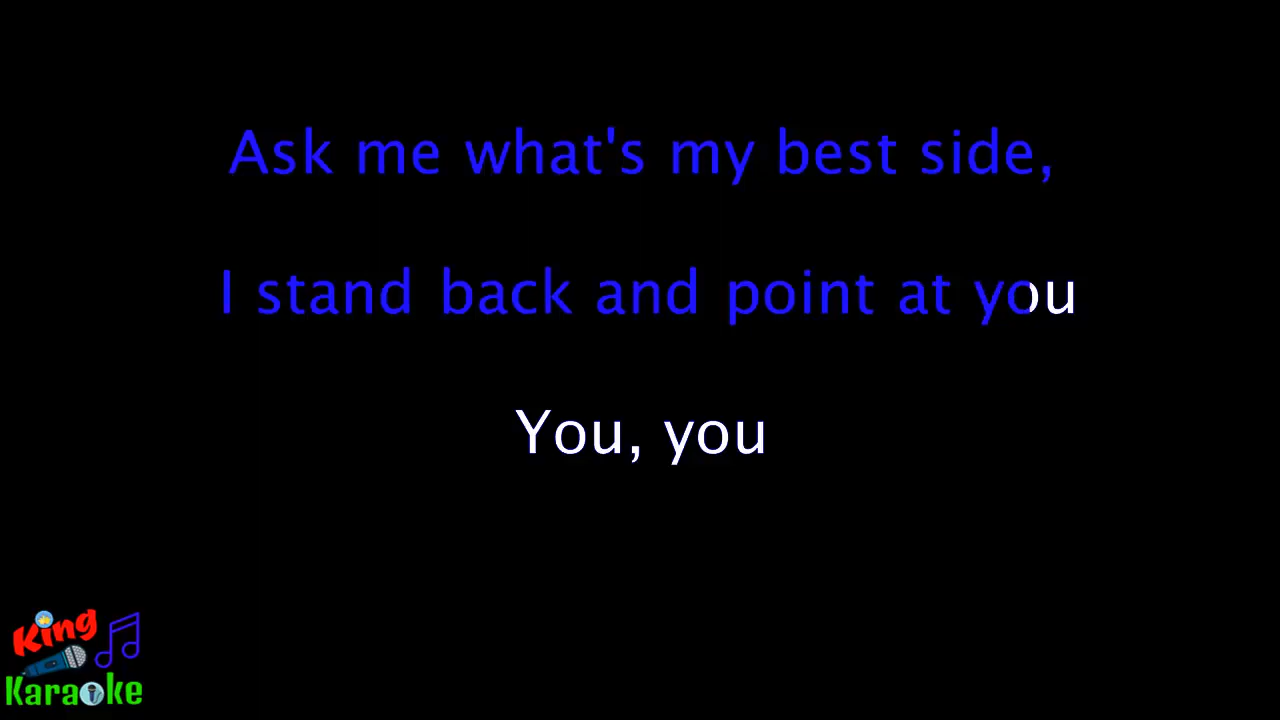 Ask me what's my best side,
I stand back and point at you
You, you
King
Karaoke